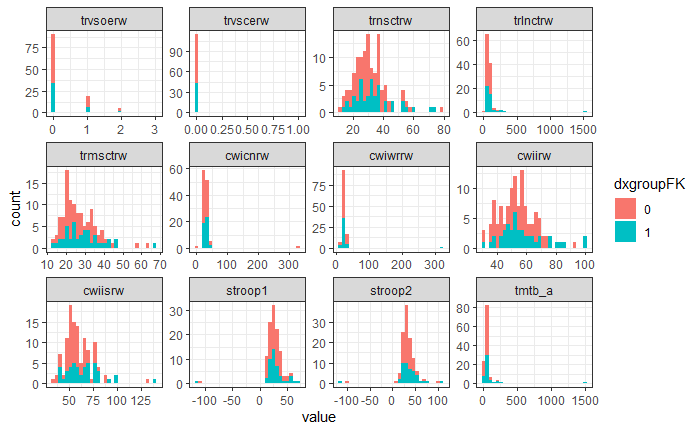 trvsoerw trvscerw trnsctrw trlnctrw
0 25 50 75
0 1 2 3
0 30 60 90
0.00 0.25 0.50 0.75 1.00
0 5 10
20 40 60 80
0 20 40 60
0 500 1000 1500
trmsctrw cwicnrw cwiwrrw cwiirw
0 5 10 15
10 20 30 40 50 60 70
0 20 40 60
0 100 200 300
0 25 50 75
0 100 200 300
0 5 10
40 60 80 100
cwiisrw stroop1 stroop2 tmtb_a
0 5 10 15
50 75 100 125
0 10 20 30
-100 -50 0 50
0 10 20 30
-100 -50 0 50 100
0 20 40 60 80
0 500 1000 1500
count
value
dxgroupFK
0
1